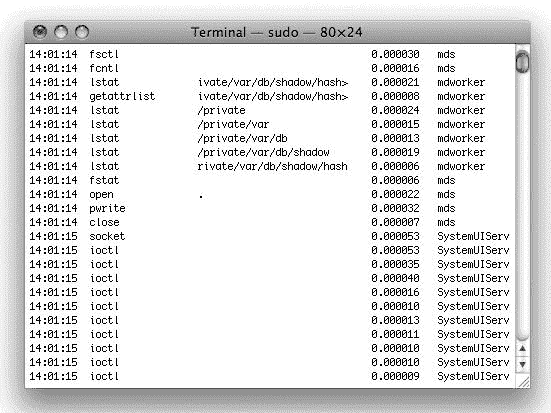 Terminal — sudo — 80×24
14:01:14 fsctl 0.000030 mds
14:01:14 fcntl 0.000016 mds
14:01:14 lstat ivate/var/db/shadow/hash> 0.000021 mdworker
14:01:14 getattrlist ivate/var/db/shadow/hash> 0.000008 mdworker
14:01:14 lstat /private 0.000024 mdworker
14:01:14 lstat /private/var 0.000015 mdworker
14:01:14 lstat /private/var/db 0.000013 mdworker
14:01:14 lstat /private/var/db/shadow 0.000019 mdworker
14:01:14 lstat rivate/var/db/shadow/hash 0.000006 mdworker
14:01:14 fstat 0.000006 mds
14:01:14 open . 0.000022 mds
14:01:14 pwrite 0.000032 mds
14:01:14 close 0.000007 mds
14:01:15 socket 0.000053 SystemUIServ
14:01:15 ioctl 0.000053 SystemUIServ
14:01:15 ioctl 0.000035 SystemUIServ
14:01:15 ioctl 0.000040 SystemUIServ
14:01:15 ioctl 0.000016 SystemUIServ
14:01:15 ioctl 0.000010 SystemUIServ
14:01:15 ioctl 0.000013 SystemUIServ
14:01:15 ioctl 0.000011 SystemUIServ
14:01:15 ioctl 0.000010 SystemUIServ
14:01:15 ioctl 0.000010 SystemUIServ
14:01:15 ioctl 0.000009 SystemUIServ